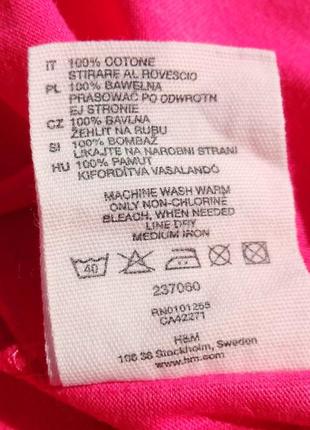 IT 100% COTONE
STIRARE AL ROVESCIO
PL 100% BAWEŁNA
PRASOWAĆ PO ODWROTN
EJ STRONIE
CZ 100% BAVLNA
ŽEHLIT NA RUBU
SI 100% BOMBAŽ
LIKAJTE NA NAROBNI STRANI
HU 100% PAMUT
KIFORDÍTVA VASALANDÓ
MACHINE WASH WARM
ONLY NON-CHLORINE
BLEACH, WHEN NEEDED
LINE DRY
MEDIUM IRON
40
237060
RN0101255
CA42271
H&M
106 38 Stockholm, Sweden
www.hm.com